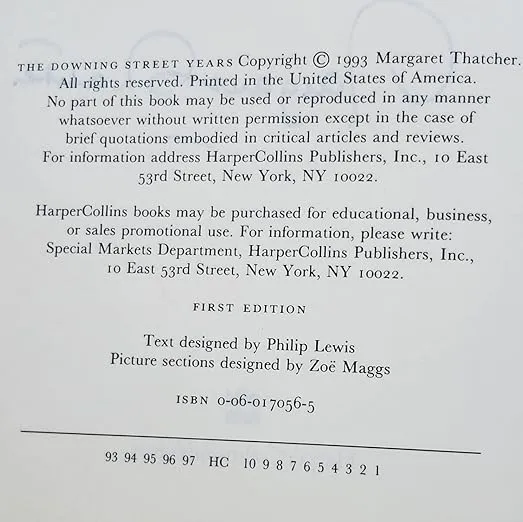 THE DOWNING STREET YEARS Copyright © 1993 Margaret Thatcher.
All rights reserved. Printed in the United States of America.
No part of this book may be used or reproduced in any manner
whatsoever without written permission except in the case of
brief quotations embodied in critical articles and reviews.
For information address HarperCollins Publishers, Inc., 10 East
53rd Street, New York, NY 10022.
HarperCollins books may be purchased for educational, business,
or sales promotional use. For information, please write:
Special Markets Department, HarperCollins Publishers, Inc.,
10 East 53rd Street, New York, NY 10022.
FIRST EDITION
Text designed by Philip Lewis
Picture sections designed by Zoë Maggs
ISBN 0-06-017056-5
93 94 95 96 97 HC 10 9 8 7 6 5 4 3 2 1